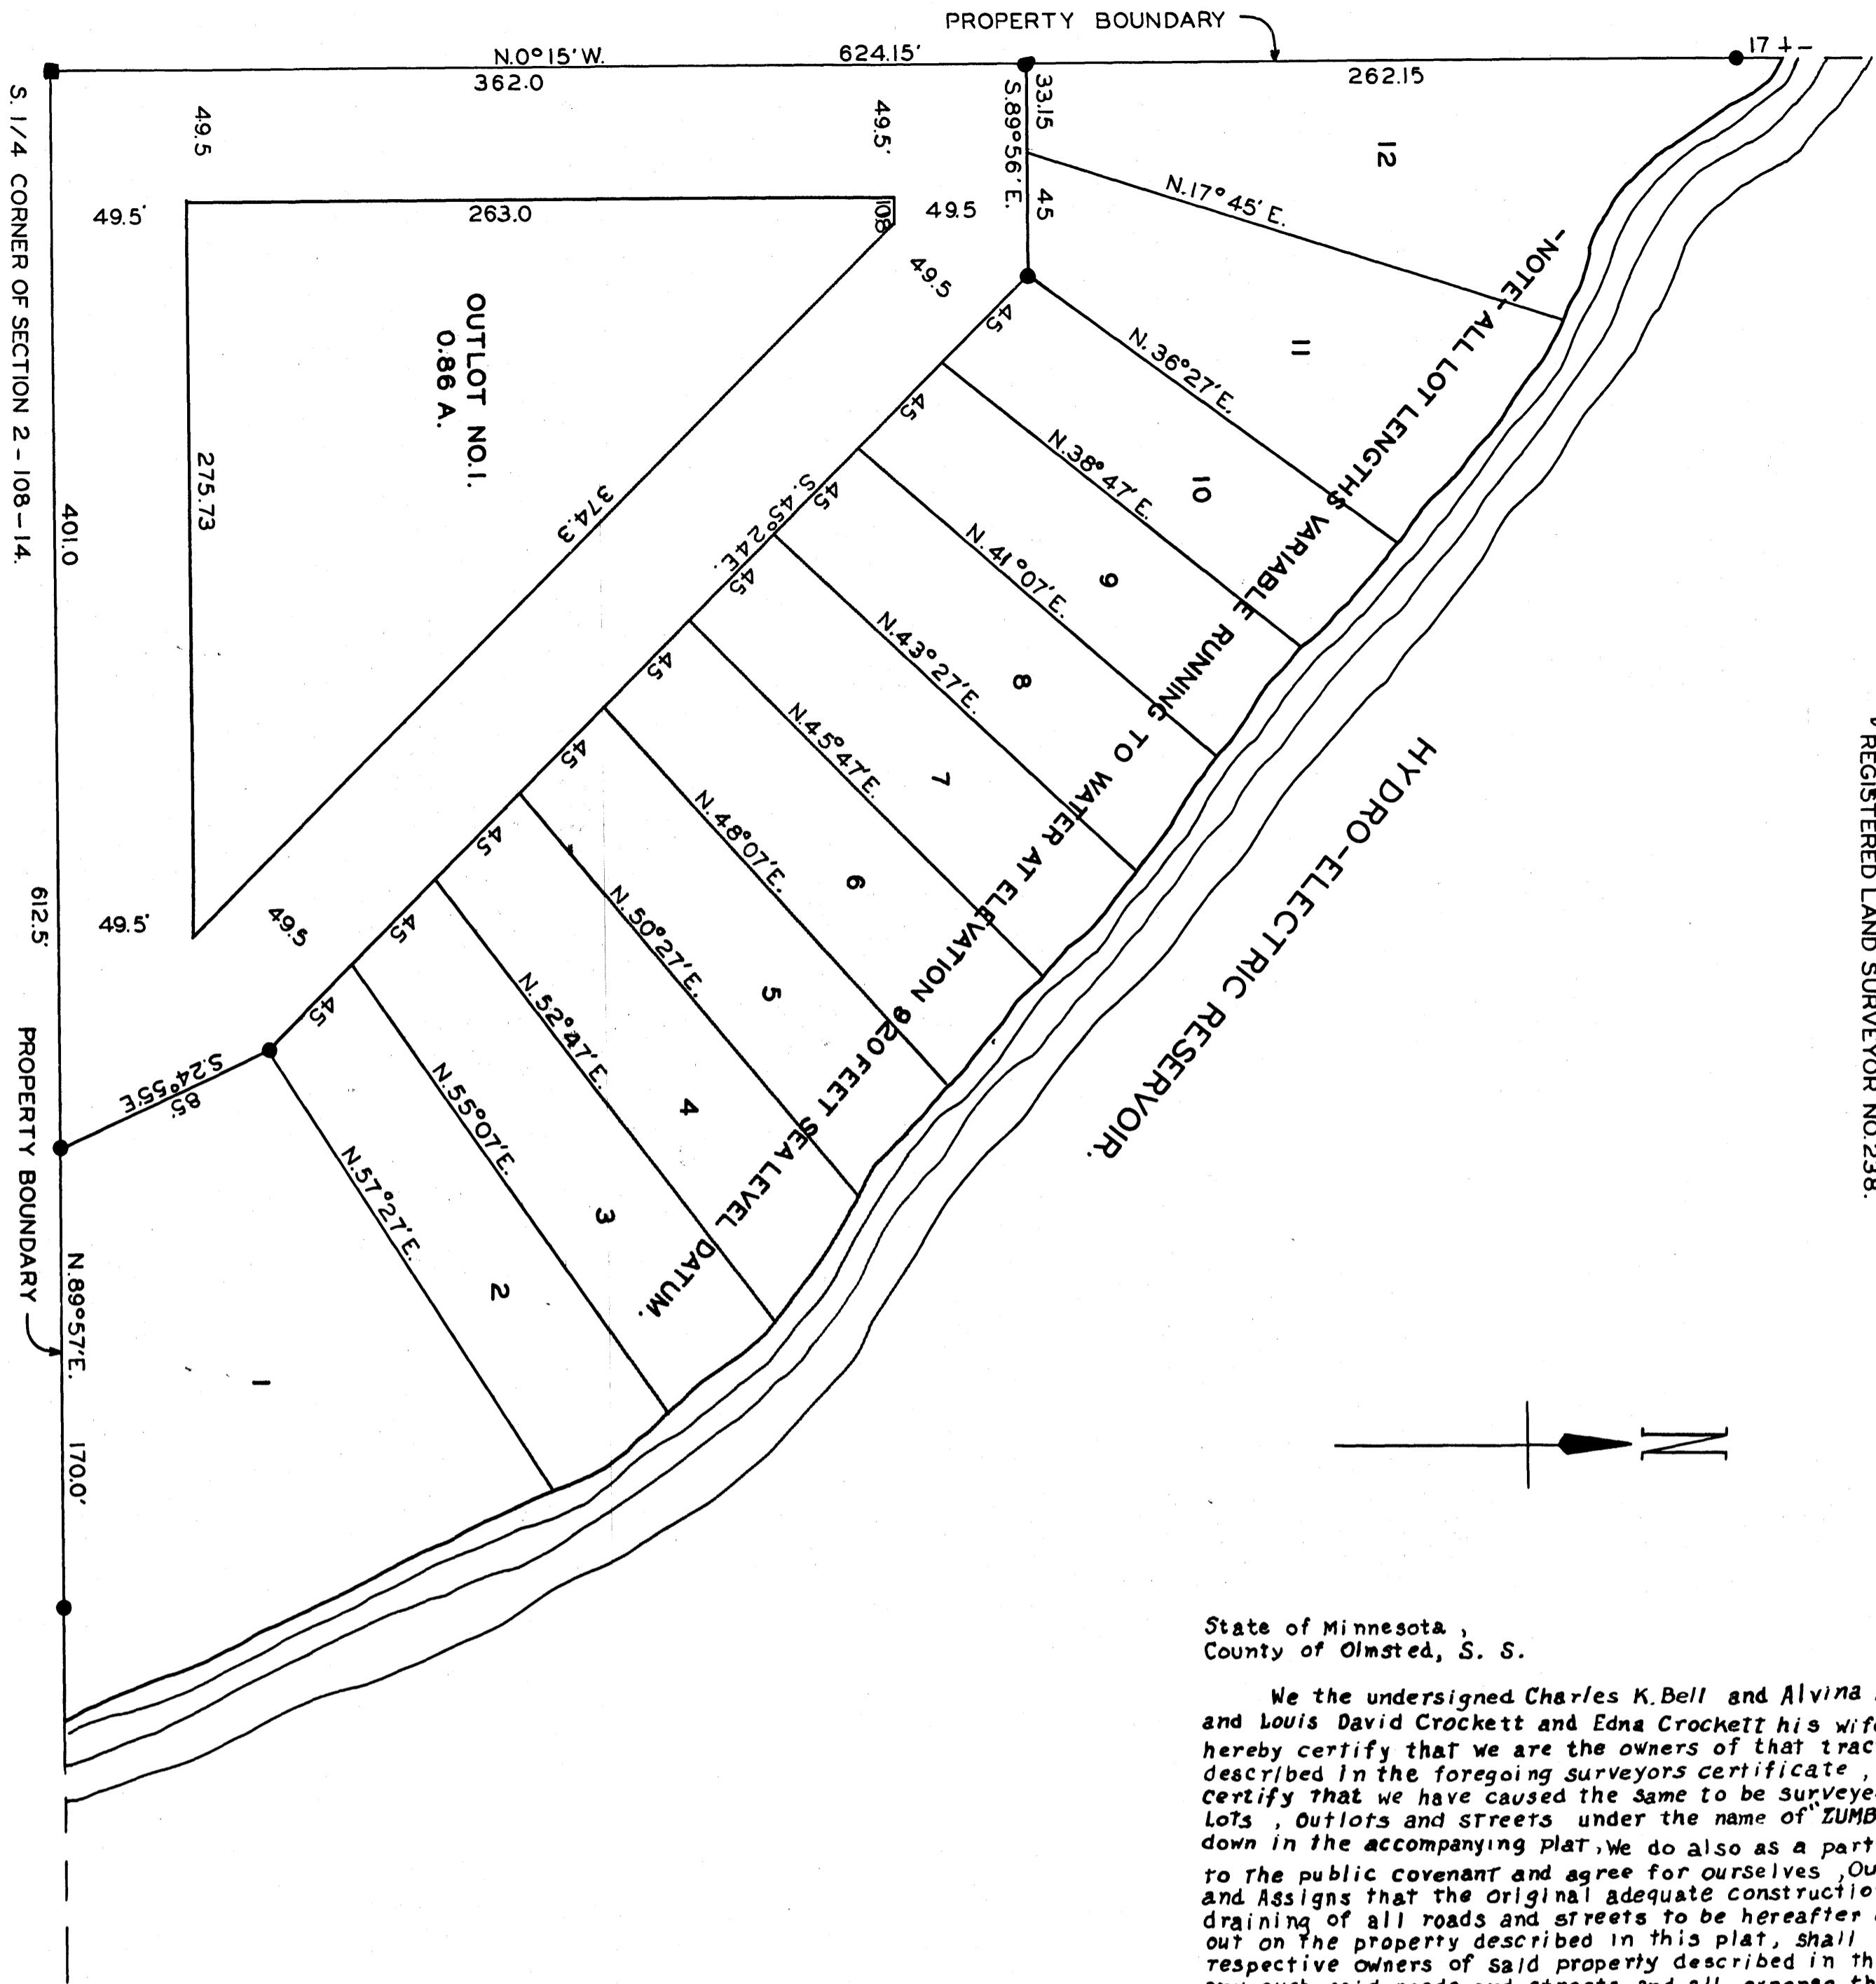 PROPERTY BOUNDARY
17 + -
N.0°15' W.
624.15'
362.0
262.15
33.15
S.89°56'E.
45
12
49.5
49.5'
49.5'
263.0
10.8
49.5
N.17°45' E.
49.5
S. 1/4 CORNER OF SECTION 2 - 108 - 14.
OUTLOT NO.1.
0.86 A.
275.73
374.3
11
N.36°27'E.
45
10
N.38°47'E.
45
9
N.41°07'E.
45
S.45°24'E.
45
8
N.43°27'E.
45
7
N.45°47'E.
45
6
N.48°07'E.
45
5
N.50°27'E.
45
4
N.52°47'E.
45
3
N.55°07'E.
2
N.57°27'E.
1
-NOTE- ALL LOT LENGTHS VARIABLE RUNNING TO WATER AT ELEVATION 920 FEET SEA LEVEL DATUM.
HYDRO-ELECTRIC RESERVOIR.
REGISTERED LAND SURVEYOR NO.238.
401.0
612.5'
49.5'
49.5
S.24°55'E.
85'
PROPERTY BOUNDARY
N.89°57'E.
170.0'
N
State of Minnesota,
County of Olmsted, S. S.
We the undersigned Charles K. Bell and Alvina
and Louis David Crockett and Edna Crockett his wife
hereby certify that we are the owners of that trac
described in the foregoing surveyors certificate,
certify that we have caused the same to be surveye
Lots, Outlots and streets under the name of "ZUMB
down in the accompanying plat, We do also as a part
to the public covenant and agree for ourselves, Ou
and Assigns that the original adequate constructio
draining of all roads and streets to be hereafter
out on the property described in this plat, shall
respective owners of said property described in th